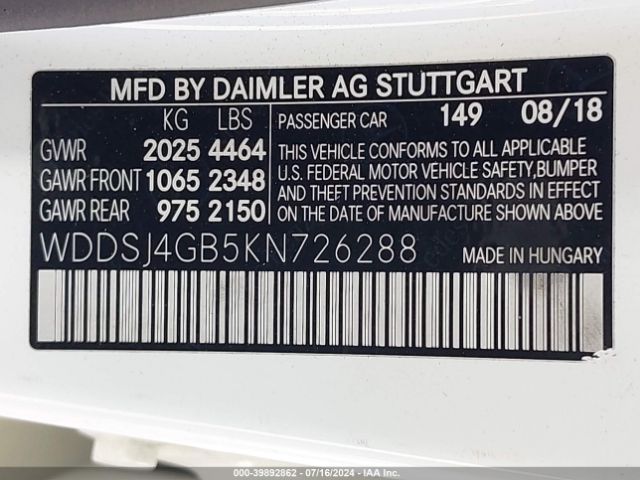 MFD BY DAIMLER AG STUTTGART
KG LBS
GVWR 2025 4464
GAWR FRONT 1065 2348
GAWR REAR 975 2150
PASSENGER CAR 149 08/18
THIS VEHICLE CONFORMS TO ALL APPLICABLE
U.S. FEDERAL MOTOR VEHICLE SAFETY,BUMPER
AND THEFT PREVENTION STANDARDS IN EFFECT
ON THE DATE OF MANUFACTURE SHOWN ABOVE.
WDDSJ4GB5KN726288 MADE IN HUNGARY
000-39892862 - 07/16/2024 - IAA Inc.